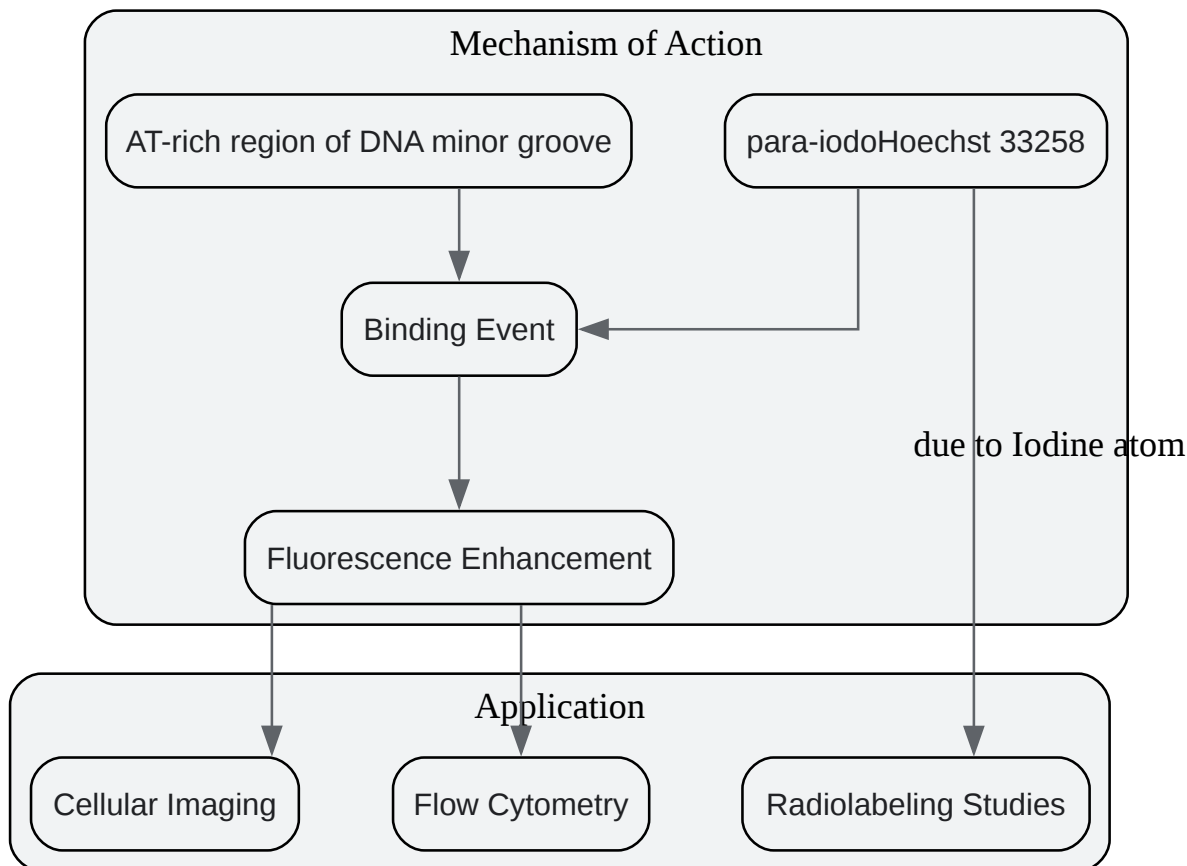 Mechanism of Action
AT-rich region of DNA minor groove
para-iodoHoechst 33258
Binding Event
due to Iodine atom
Fluorescence Enhancement
Application
Cellular Imaging
Flow Cytometry
Radiolabeling Studies